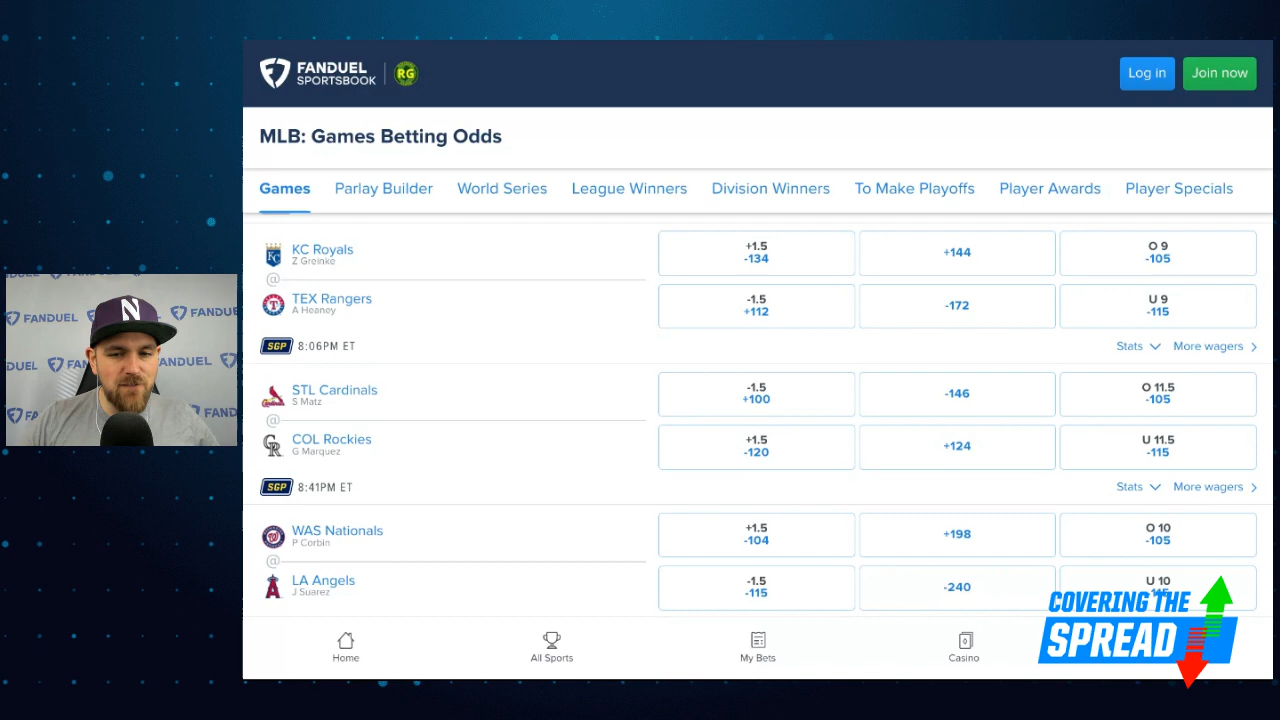 FANDUEL
SPORTSBOOK
RG
Log in
Join now
MLB: Games Betting Odds
Games
Parlay Builder
World Series
League Winners
Division Winners
To Make Playoffs
Player Awards
Player Specials
KC Royals
Z Greinke
+1.5
-134
+144
O 9
-105
@
TEX Rangers
A Heaney
-1.5
+112
-172
U 9
-115
SGP 8:06PM ET
Stats
More wagers
STL Cardinals
S Matz
-1.5
+100
-146
O 11.5
-105
@
COL Rockies
G Marquez
+1.5
-120
+124
U 11.5
-115
SGP 8:41PM ET
Stats
More wagers
WAS Nationals
P Corbin
+1.5
-104
+198
O 10
-105
@
LA Angels
J Suarez
-1.5
-115
-240
U 10
COVERING THE
SPREAD
Home
All Sports
My Bets
Casino
N
FANDUEL